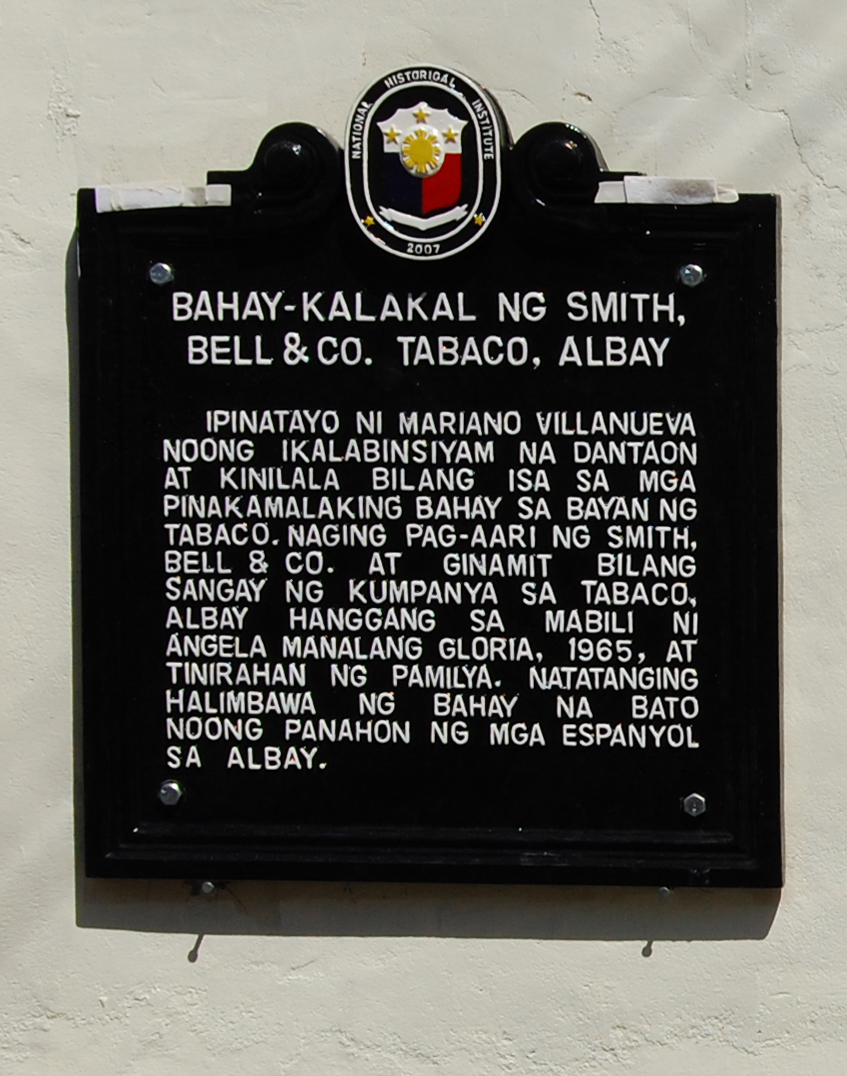 NATIONAL HISTORICAL INSTITUTE
2007
BAHAY-KALAKAL NG SMITH,
BELL & CO. TABACO, ALBAY
IPINATAYO NI MARIANO VILLANUEVA
NOONG IKALABINSIYAM NA DANTAON
AT KINILALA BILANG ISA SA MGA
PINAKAMALAKING BAHAY SA BAYAN NG
TABACO. NAGING PAG-AARI NG SMITH,
BELL & CO. AT GINAMIT BILANG
SANGAY NG KUMPANYA SA TABACO,
ALBAY HANGGANG SA MABILI NI
ANGELA MANALANG GLORIA, 1965, AT
TINIRAHAN NG PAMILYA. NATATANGING
HALIMBAWA NG BAHAY NA BATO
NOONG PANAHON NG MGA ESPANYOL
SA ALBAY.